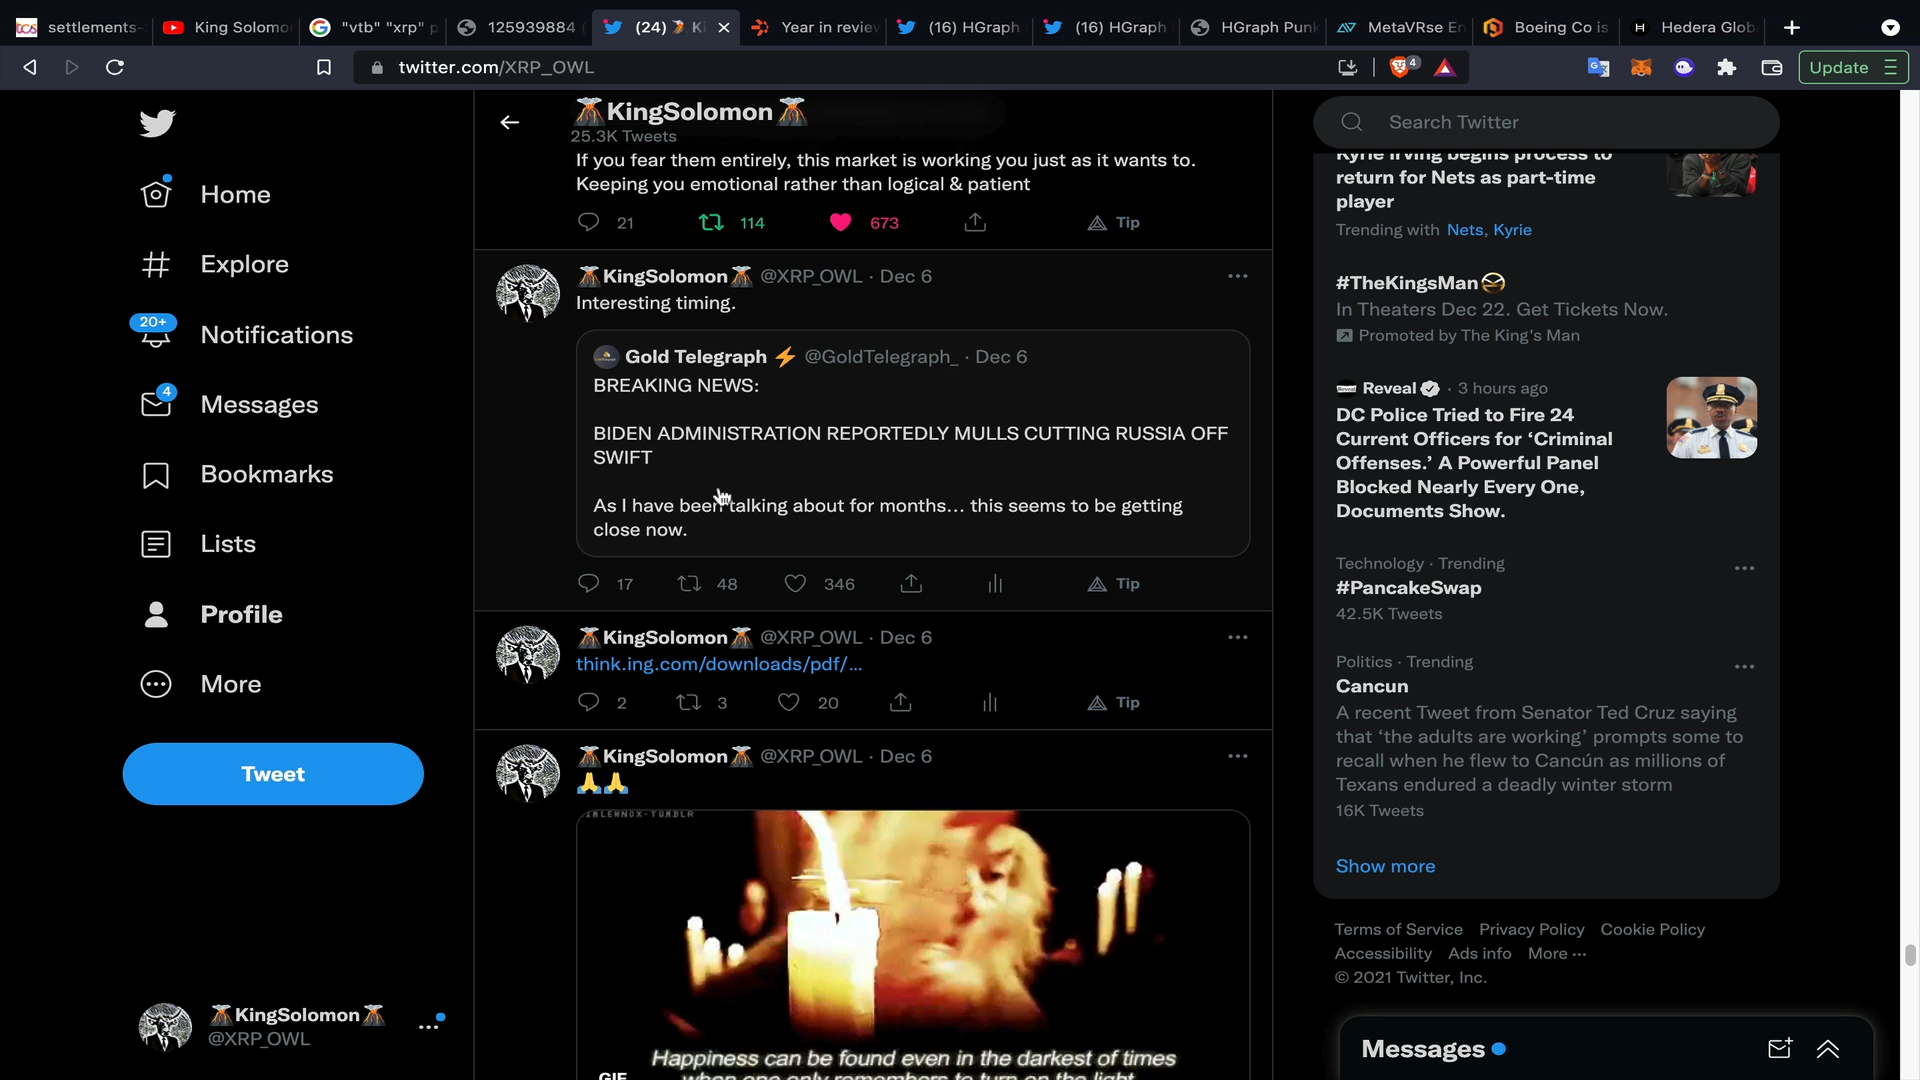 settlements-
King Solomo
"vtb" "xrp" p
125939884
(24)
Year in revie
(16) HGraph
(16) HGraph
HGraph Punk
MetaVRse En
Boeing Co is
Hedera Glob
twitter.com/XRP_OWL
4
Update
🌋KingSolomon🌋
25.3K Tweets
If you fear them entirely, this market is working you just as it wants to.
Keeping you emotional rather than logical & patient
21 114 673 Tip
🌋KingSolomon🌋 @XRP_OWL · Dec 6
Interesting timing.
Gold Telegraph ⚡ @GoldTelegraph_ · Dec 6
BREAKING NEWS:
BIDEN ADMINISTRATION REPORTEDLY MULLS CUTTING RUSSIA OFF
SWIFT
As I have been talking about for months... this seems to be getting
close now.
17 48 346 Tip
🌋KingSolomon🌋 @XRP_OWL · Dec 6
think.ing.com/downloads/pdf/...
2 3 20 Tip
🌋KingSolomon🌋 @XRP_OWL · Dec 6
🙏🙏
Happiness can be found even in the darkest of times
when one only remembers to turn on the light
GIF
Home
Explore
20+
Notifications
4
Messages
Bookmarks
Lists
Profile
More
Tweet
🌋KingSolomon🌋
@XRP_OWL
Search Twitter
Kyrie Irving begins process to
return for Nets as part-time
player
Trending with Nets, Kyrie
#TheKingsMan
In Theaters Dec 22. Get Tickets Now.
Promoted by The King's Man
Reveal · 3 hours ago
DC Police Tried to Fire 24
Current Officers for ‘Criminal
Offenses.’ A Powerful Panel
Blocked Nearly Every One,
Documents Show.
Technology · Trending
#PancakeSwap
42.5K Tweets
Politics · Trending
Cancun
A recent Tweet from Senator Ted Cruz saying
that ‘the adults are working’ prompts some to
recall when he flew to Cancún as millions of
Texans endured a deadly winter storm
16K Tweets
Show more
Terms of Service Privacy Policy Cookie Policy
Accessibility Ads info More ···
© 2021 Twitter, Inc.
Messages